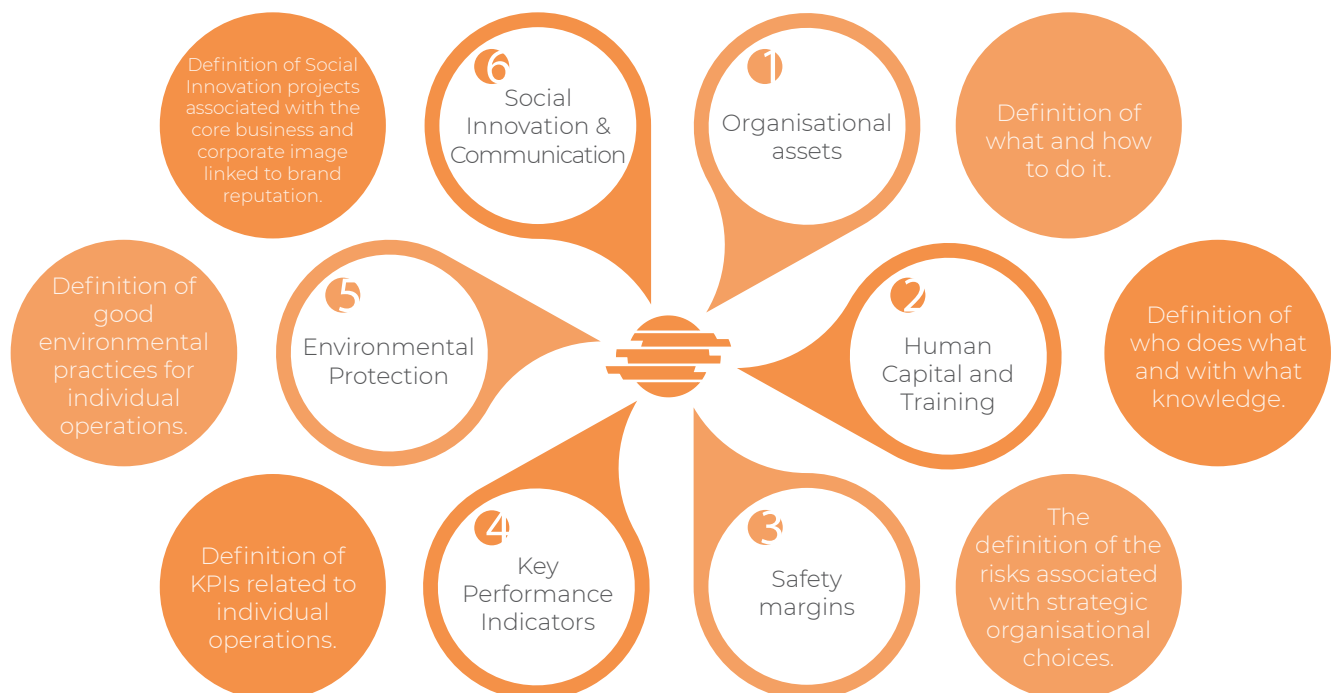 1
Organisational
assets
Definition of
what and how
to do it.
2
Human
Capital and
Training
Definition of
who does what
and with what
knowledge.
3
Safety
margins
The
definition of the
risks associated
with strategic
organisational
choices.
4
Key
Performance
Indicators
Definition of
KPIs related to
individual
operations.
5
Environmental
Protection
Definition of
good
environmental
practices for
individual
operations.
6
Social
Innovation &
Communication
Definition of Social
Innovation projects
associated with the
core business and
corporate image
linked to brand
reputation.